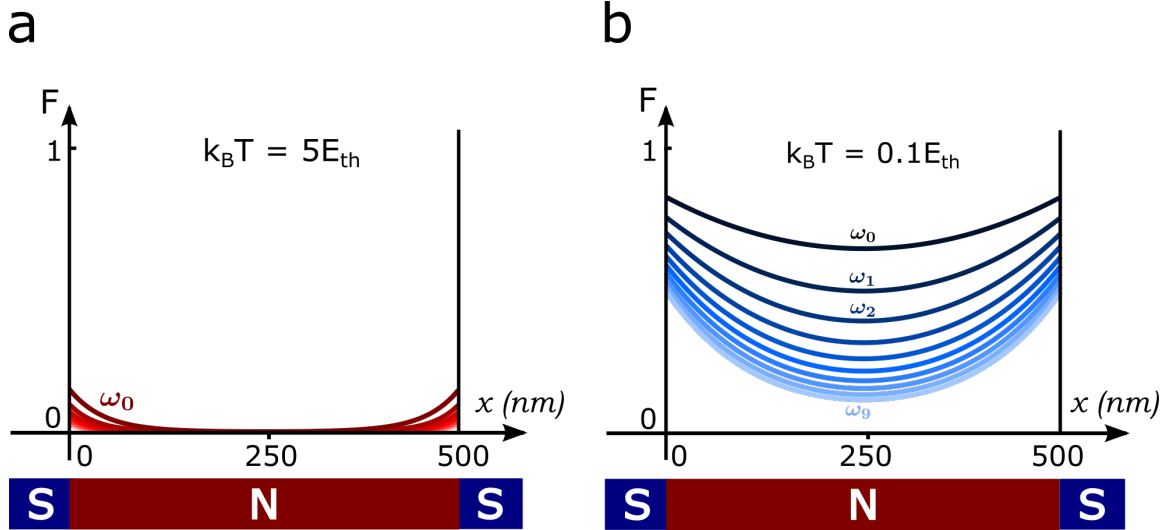 a
F
1
k_BT = 5E_th
ω_0
0
x (nm)
0 250 500
S N S
b
F
1
k_BT = 0.1E_th
ω_0
ω_1
ω_2
ω_9
0
x (nm)
0 250 500
S N S